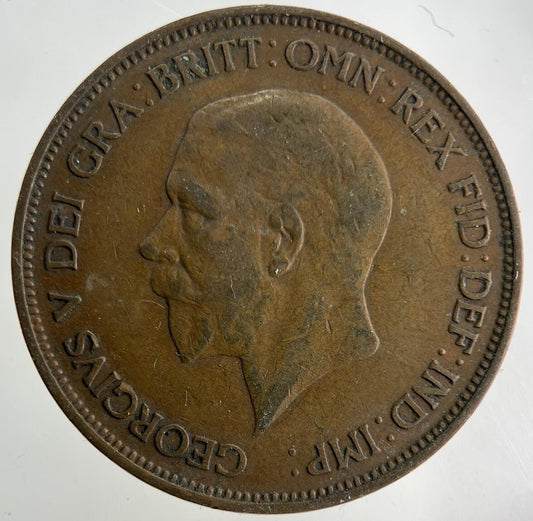 GEORGIVS V DEI GRA: BRITT: OMN: REX FID: DEF: IND: IMP: